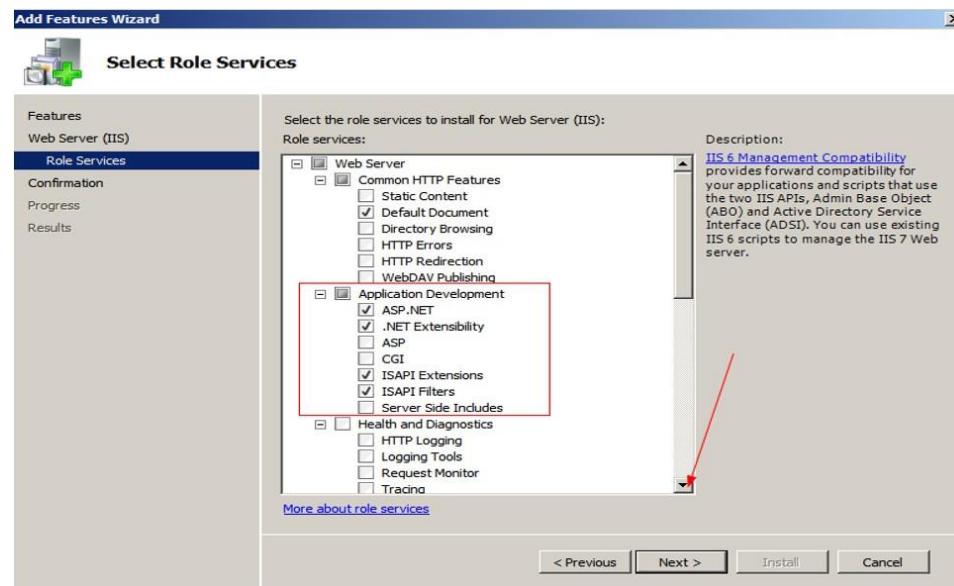 Add Features Wizard
Select Role Services
Features
Web Server (IIS)
Role Services
Confirmation
Progress
Results
Select the role services to install for Web Server (IIS):
Role services:
Web Server
Common HTTP Features
Static Content
Default Document
Directory Browsing
HTTP Errors
HTTP Redirection
WebDAV Publishing
Application Development
ASP.NET
.NET Extensibility
ASP
CGI
ISAPI Extensions
ISAPI Filters
Server Side Includes
Health and Diagnostics
HTTP Logging
Logging Tools
Request Monitor
Tracing
More about role services
Description:
IIS 6 Management Compatibility
provides forward compatibility for
your applications and scripts that use
the two IIS APIs, Admin Base Object
(ABO) and Active Directory Service
Interface (ADSI). You can use existing
IIS 6 scripts to manage the IIS 7 Web
server.
< Previous
Next >
Install
Cancel